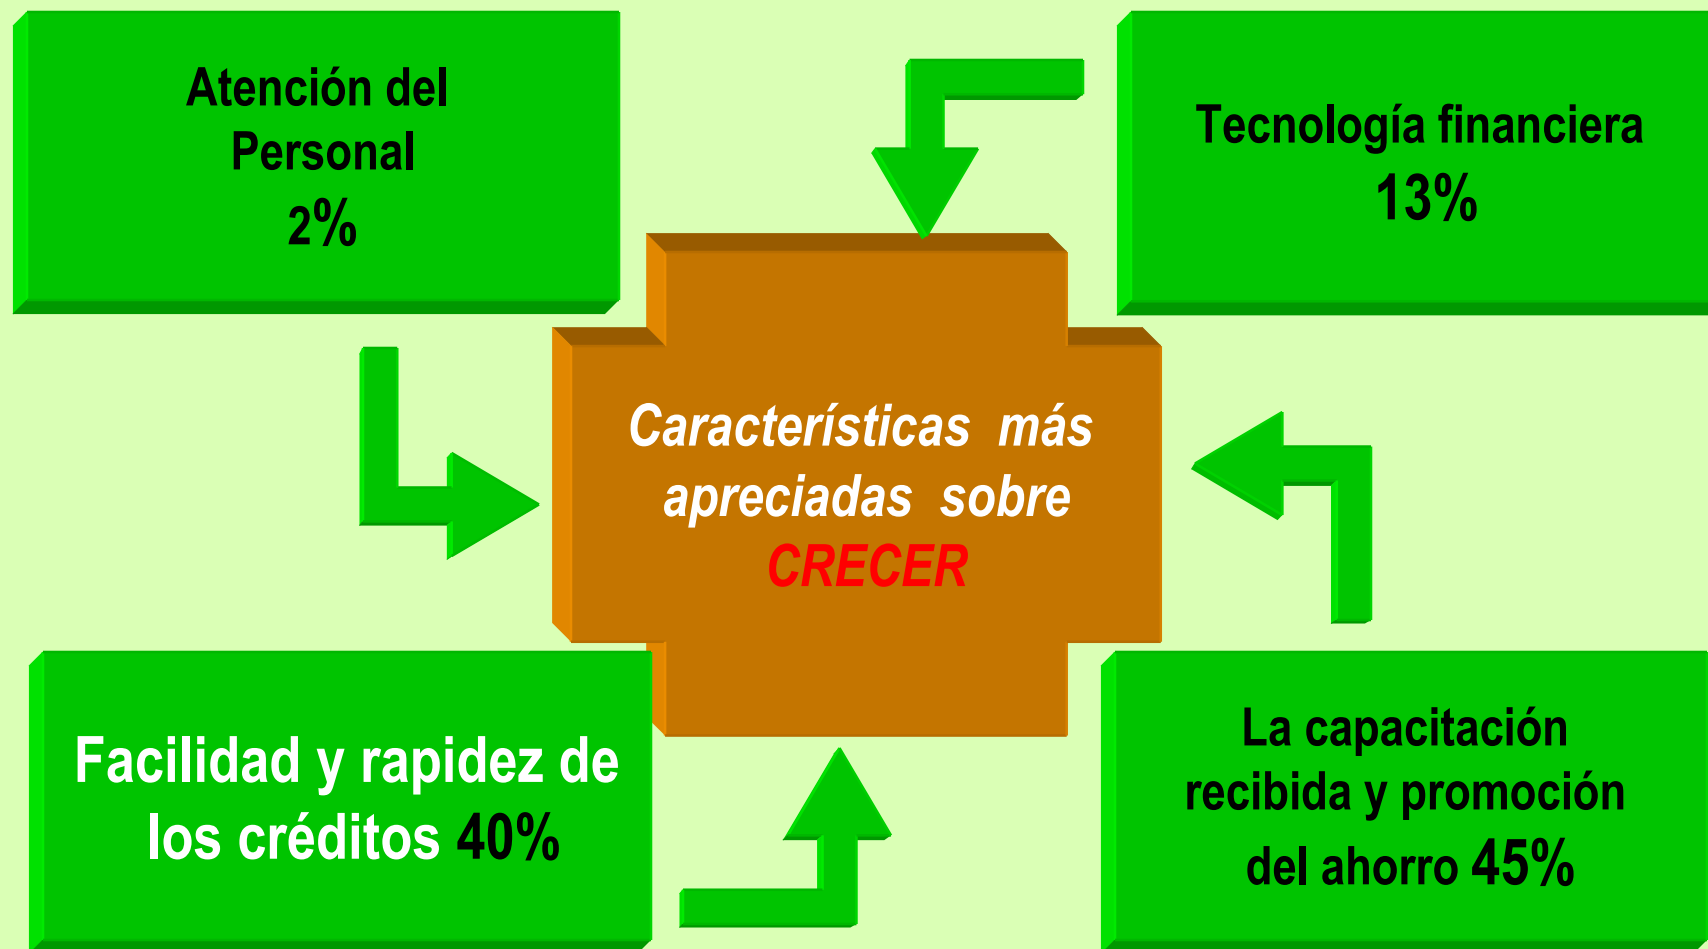 Atención del
Personal
2%
Tecnología financiera
13%
Características más
apreciadas sobre
CRECER
Facilidad y rapidez de
los créditos 40%
La capacitación
recibida y promoción
del ahorro 45%